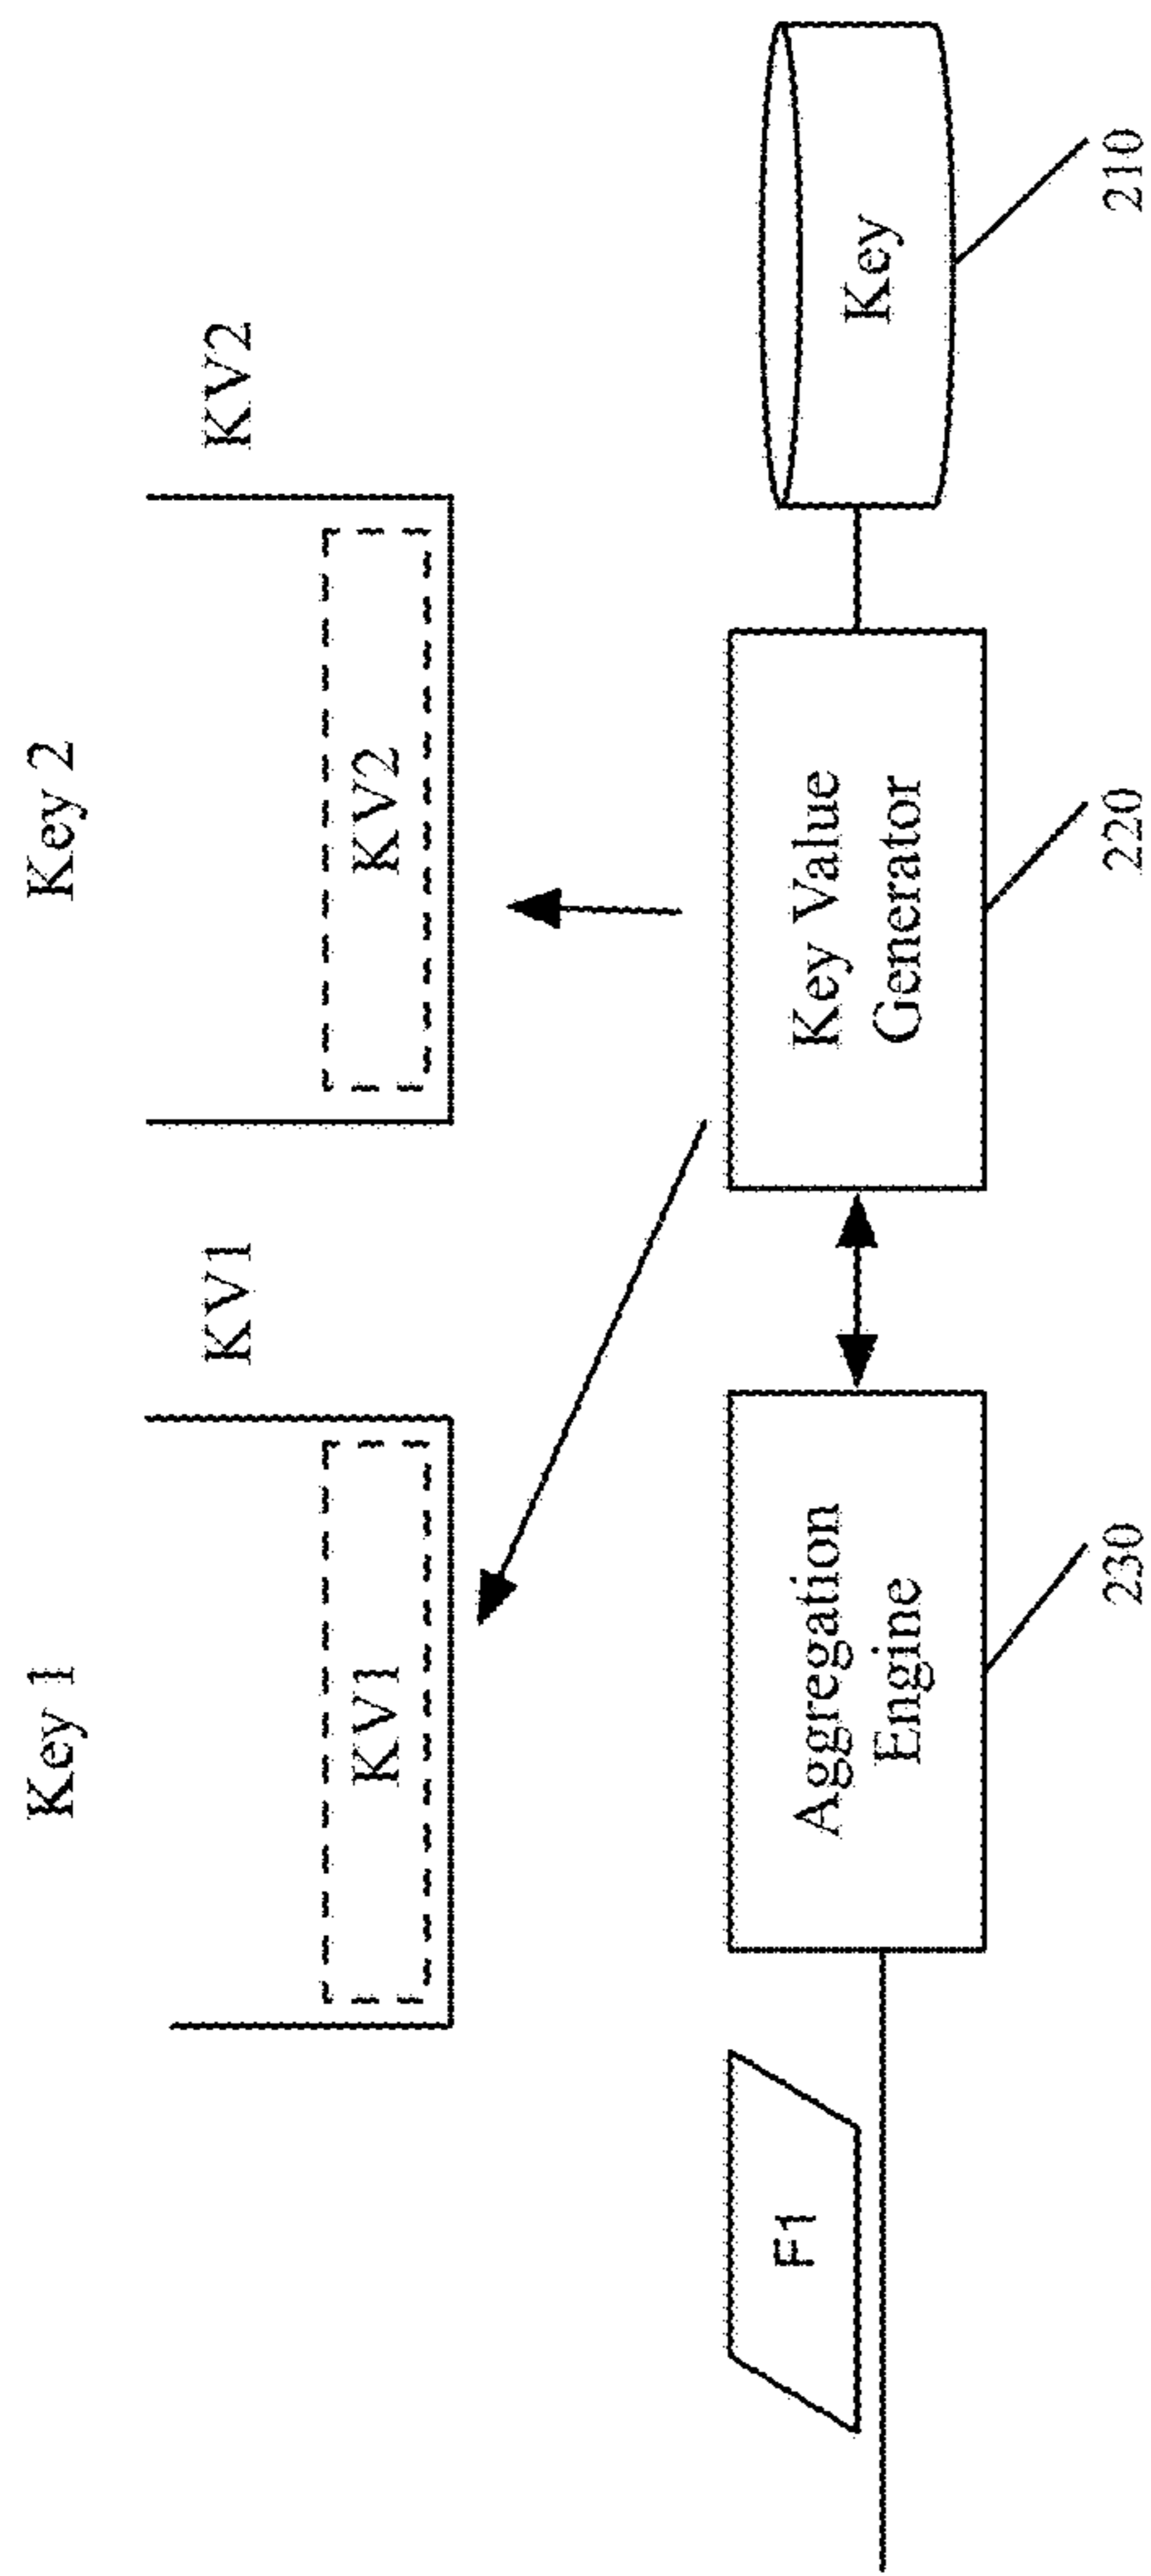 Key 1
Key 2
KV1
KV2
KV1
KV2
F1
Aggregation
Engine
Key Value
Generator
Key
230
220
210